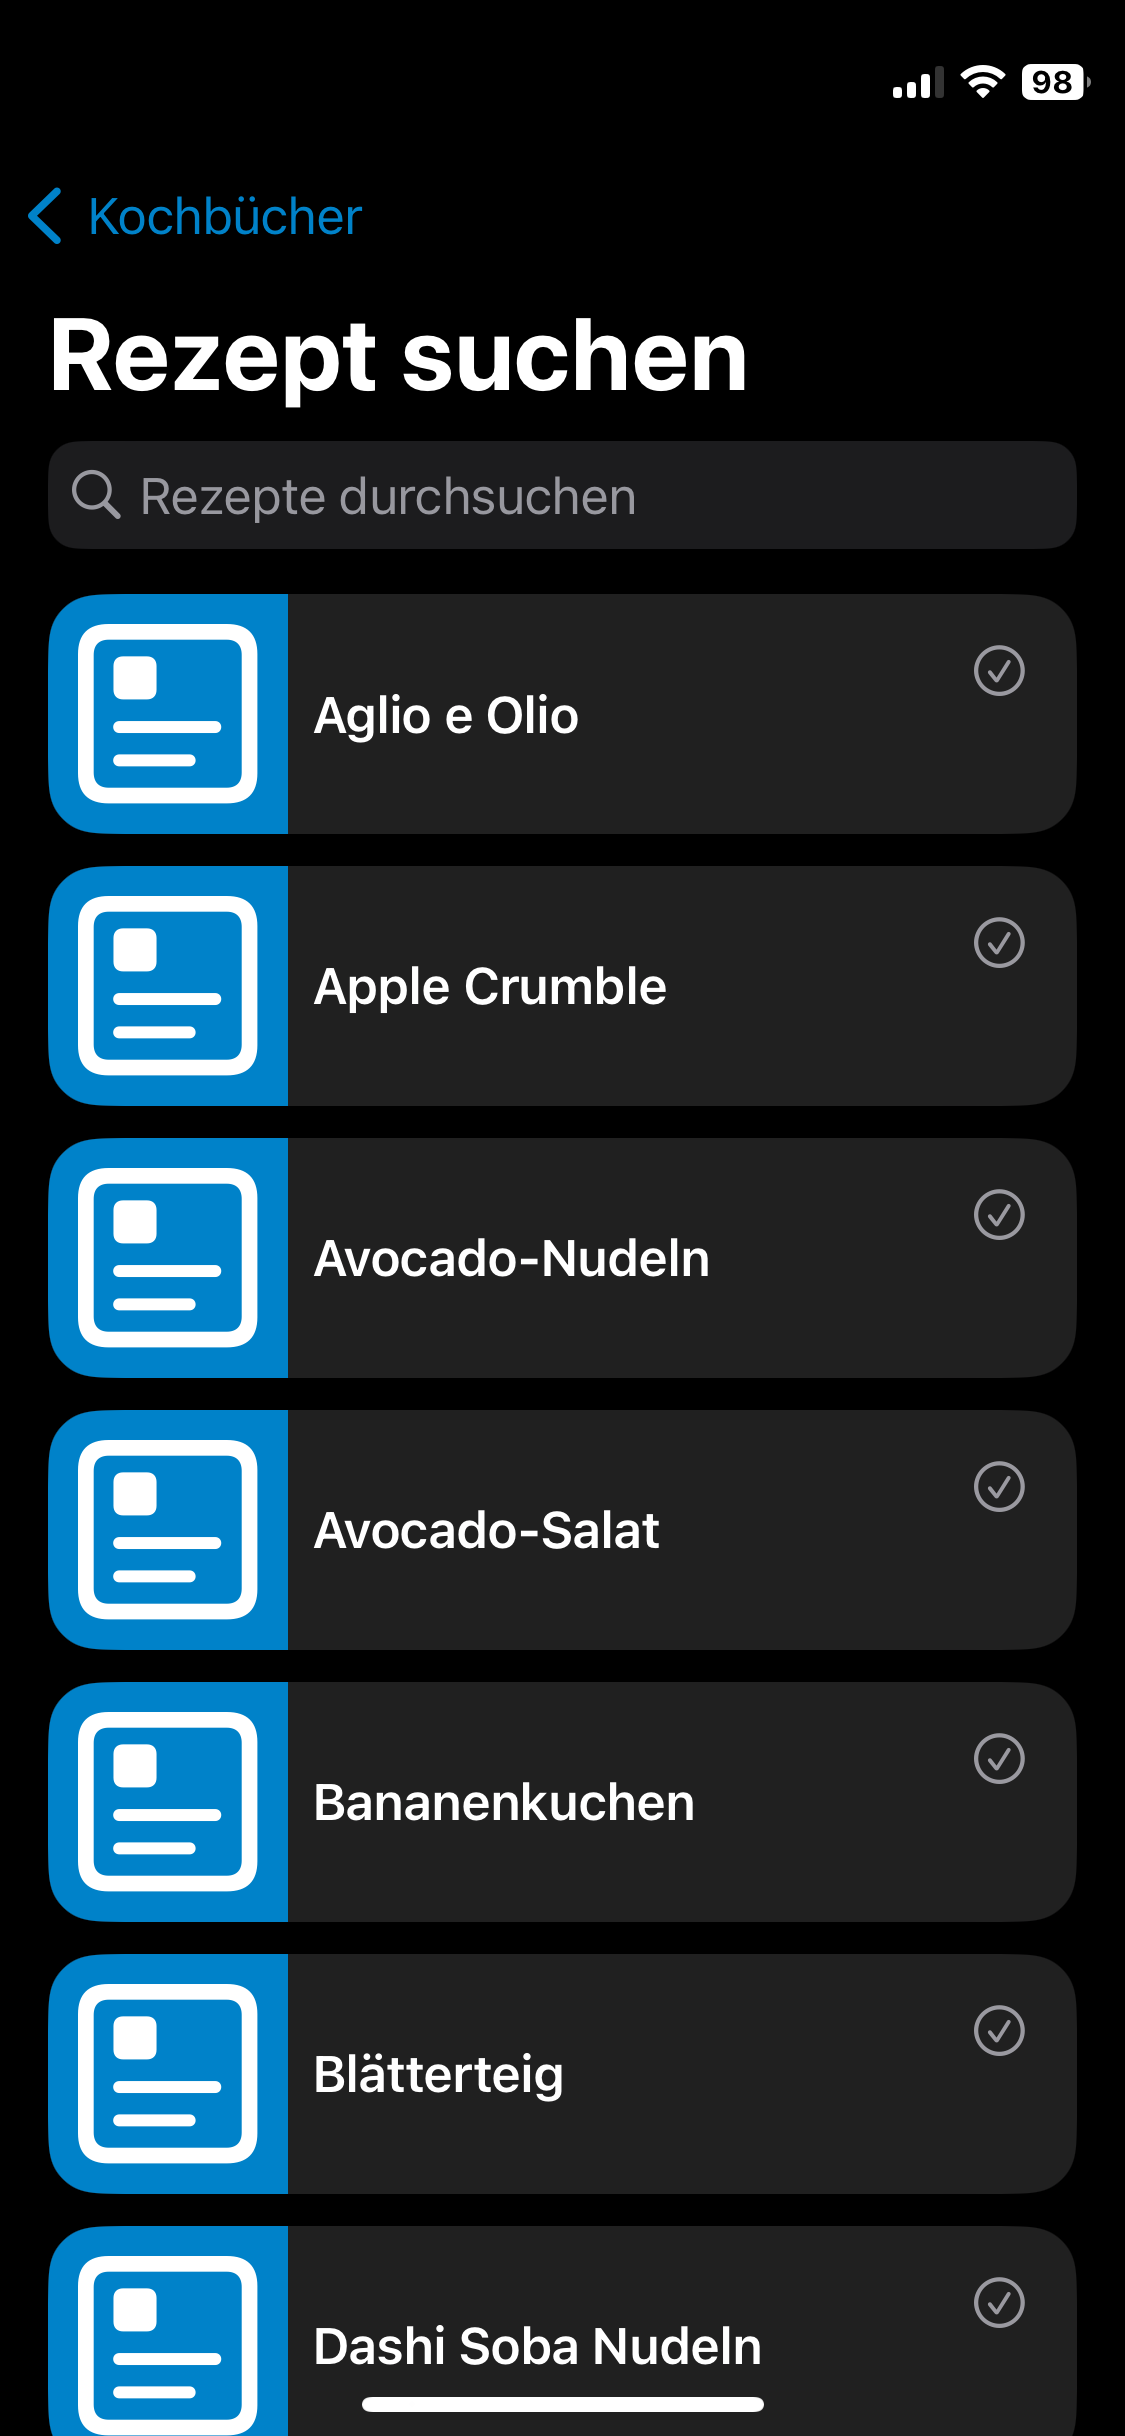 98
Kochbücher
Rezept suchen
Rezepte durchsuchen
Aglio e Olio
Apple Crumble
Avocado-Nudeln
Avocado-Salat
Bananenkuchen
Blätterteig
Dashi Soba Nudeln